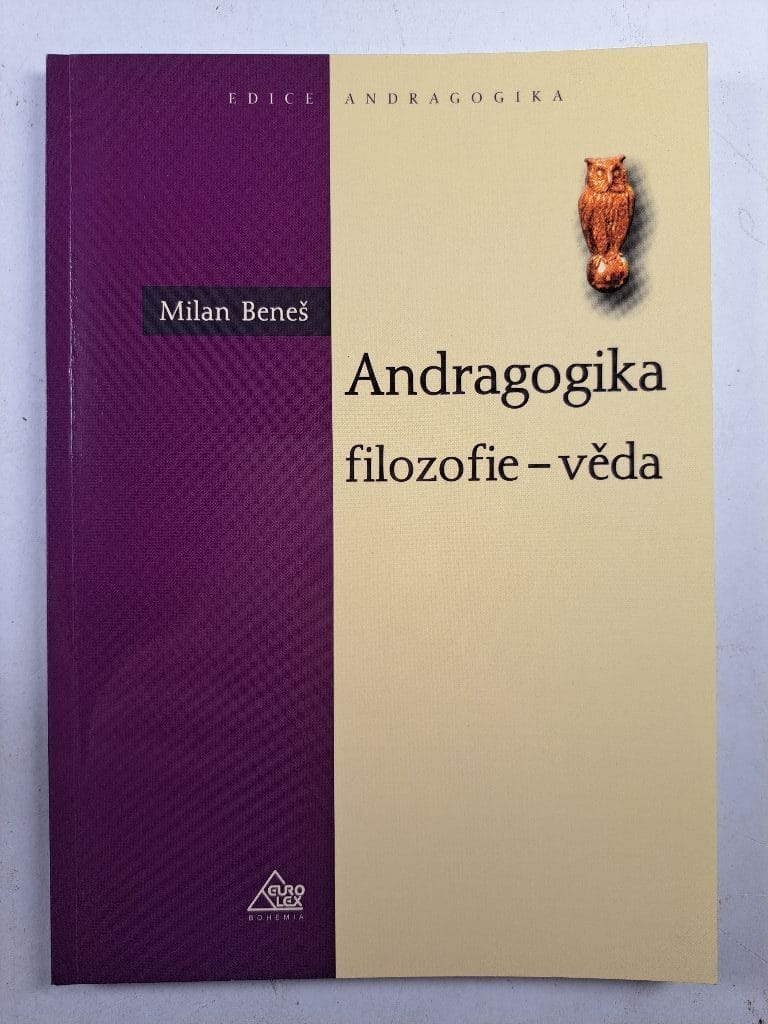 EDICE ANDRAGOGIKA
Milan Beneš
Andragogika
filozofie – věda
EURO
LEX
BOHEMIA